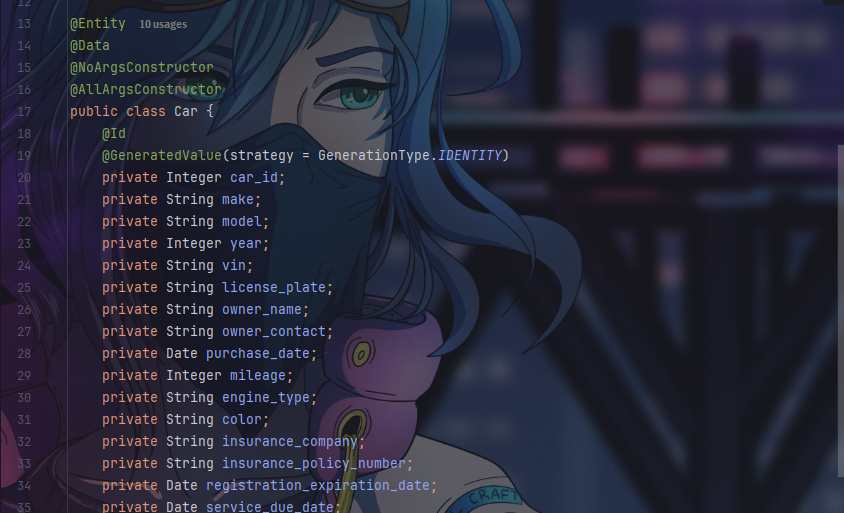 12
13 @Entity 10 usages
14 @Data
15 @NoArgsConstructor
16 @AllArgsConstructor
17 public class Car {
18 @Id
19 @GeneratedValue(strategy = GenerationType.IDENTITY)
20 private Integer car_id;
21 private String make;
22 private String model;
23 private Integer year;
24 private String vin;
25 private String license_plate;
26 private String owner_name;
27 private String owner_contact;
28 private Date purchase_date;
29 private Integer mileage;
30 private String engine_type;
31 private String color;
32 private String insurance_company;
33 private String insurance_policy_number;
34 private Date registration_expiration_date;
35 private Date service_due_date;
CRAFT